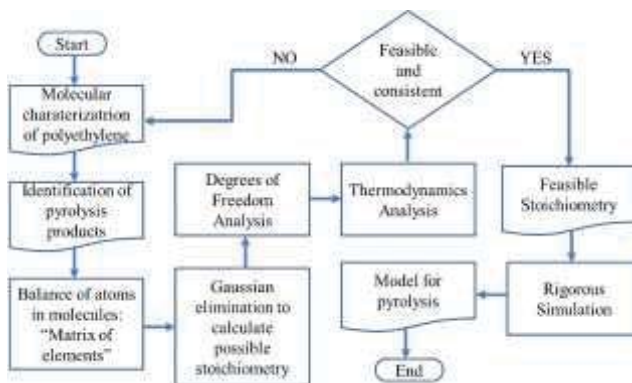 Start
Molecular
charaterizatrion
of polyethylene
Identification of
pyrolysis
products
Balance of atoms
in molecules:
“Matrix of
elements”
Gaussian
elimination to
calculate
possible
stoichiometry
Degrees of
Freedom
Analysis
Thermodynamics
Analysis
Feasible
and
consistent
NO
YES
Feasible
Stoichiometry
Rigorous
Simulation
Model for
pyrolysis
End